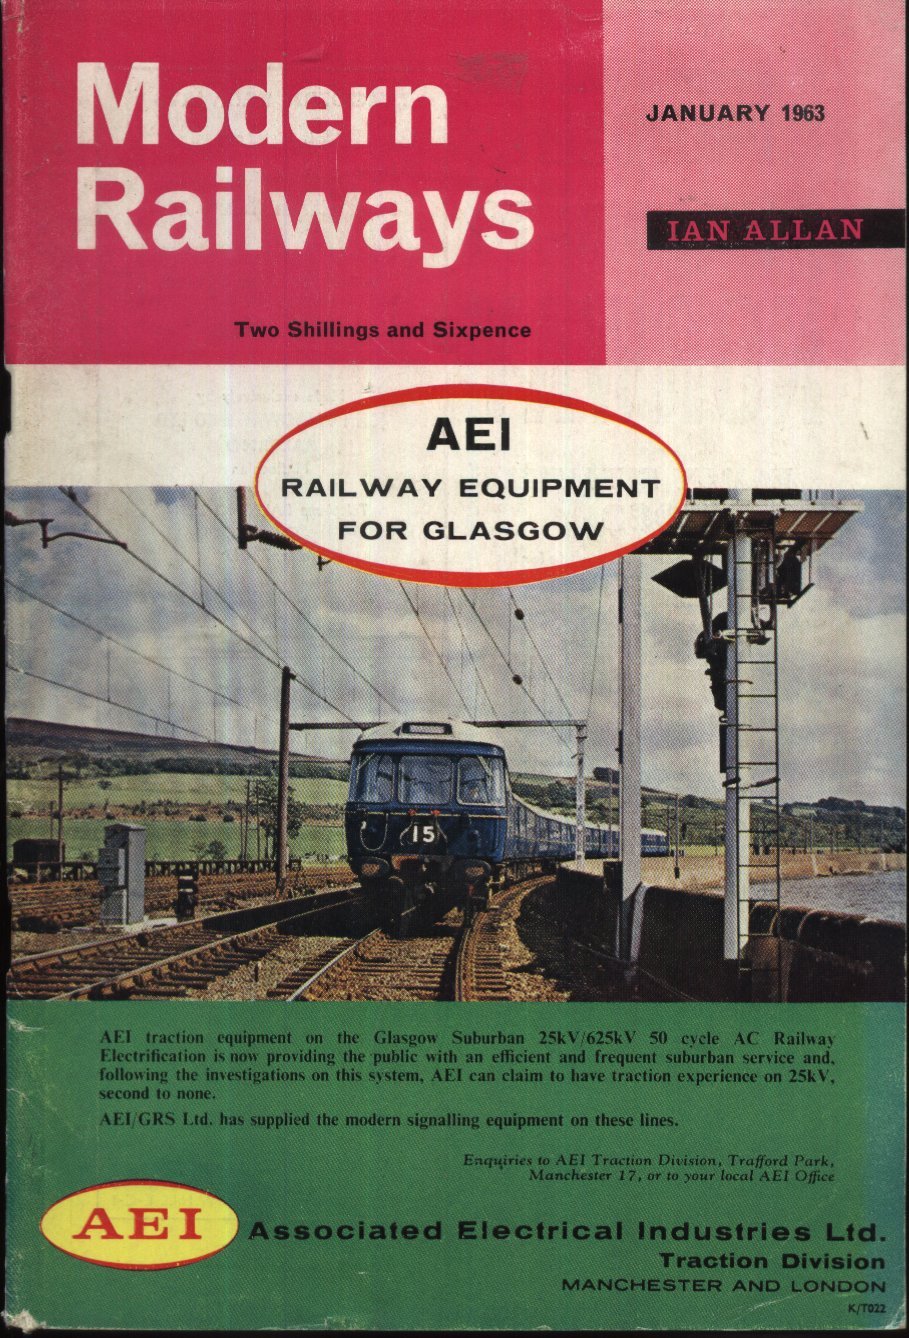 Modern
Railways
JANUARY 1963
IAN ALLAN
Two Shillings and Sixpence
AEI
RAILWAY EQUIPMENT
FOR GLASGOW
15
AEI traction equipment on the Glasgow Suburban 25kV/625kV 50 cycle AC Railway
Electrification is now providing the public with an efficient and frequent suburban service and,
following the investigations on this system, AEI can claim to have traction experience on 25kV,
second to none.
AEI/GRS Ltd. has supplied the modern signalling equipment on these lines.
Enquiries to AEI Traction Division, Trafford Park,
Manchester 17, or to your local AEI Office
AEI
Associated Electrical Industries Ltd.
Traction Division
MANCHESTER AND LONDON
K/T022